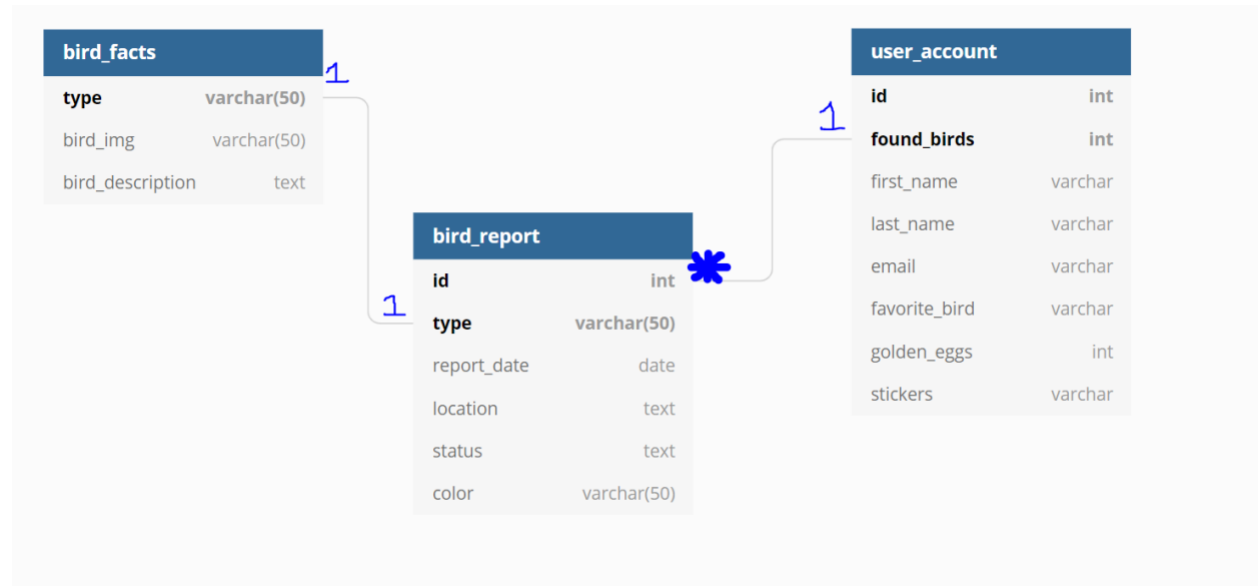 bird_facts
1
type varchar(50)
bird_img varchar(50)
bird_description text
user_account
id int
1
found_birds int
first_name varchar
last_name varchar
email varchar
favorite_bird varchar
golden_eggs int
stickers varchar
bird_report
*
id int
1
type varchar(50)
report_date date
location text
status text
color varchar(50)